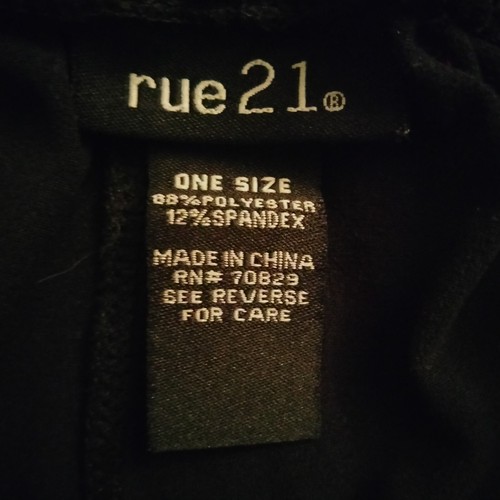 rue21®
ONE SIZE
88%POLYESTER
12%SPANDEX
MADE IN CHINA
RN# 70829
SEE REVERSE
FOR CARE